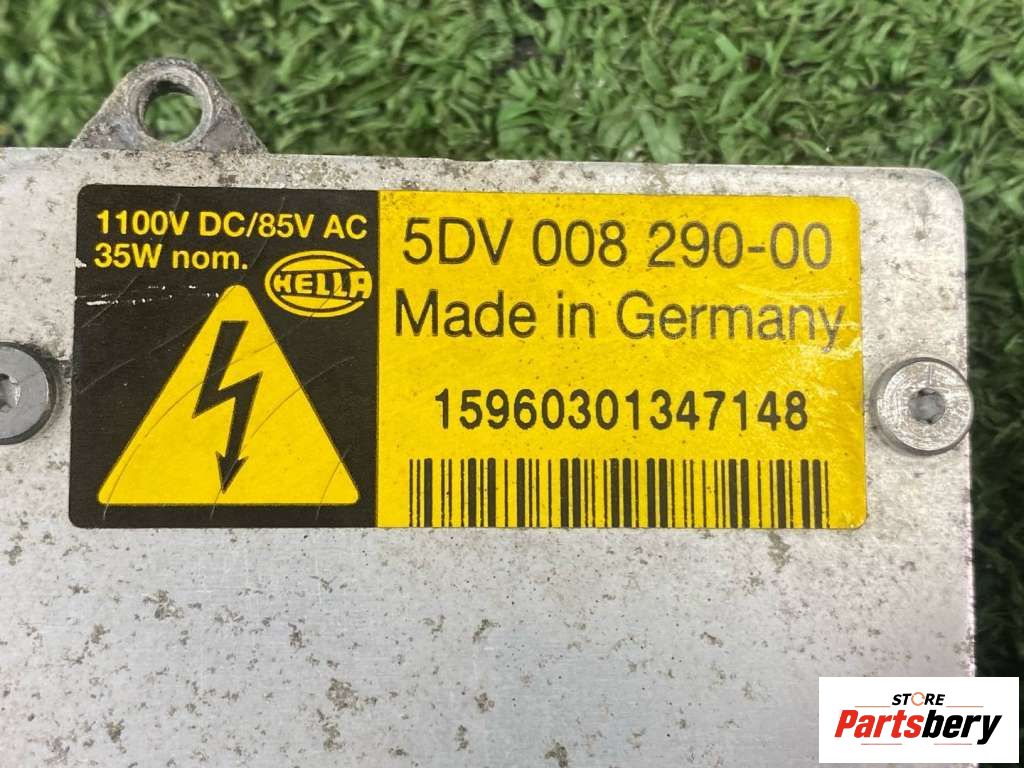 1100V DC/85V AC
35W nom.
HELLA
5DV 008 290-00
Made in Germany
15960301347148
STORE
Partsbery